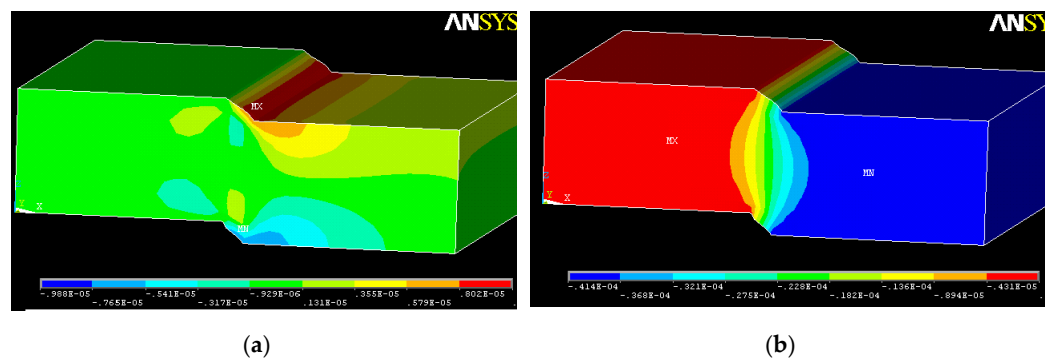 ANSYS
MX
MN
Z
Y
X
-.988E-05 -.541E-05 -.929E-06 .355E-05 .802E-05
-.765E-05 -.317E-05 .131E-05 .579E-05
(a)
ANSY
MX
MN
Z
Y
X
-.414E-04 -.321E-04 -.228E-04 -.136E-04 -.431E-05
-.368E-04 -.275E-04 -.182E-04 -.894E-05
(b)